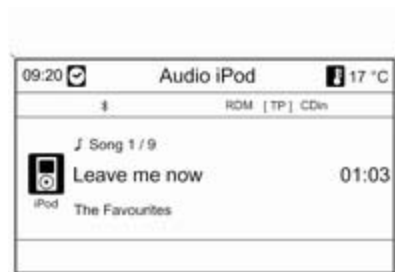 09:20 Audio iPod 17 °C
RDM [TP] CDin
♪ Song 1 / 9
Leave me now 01:03
iPod
The Favourites